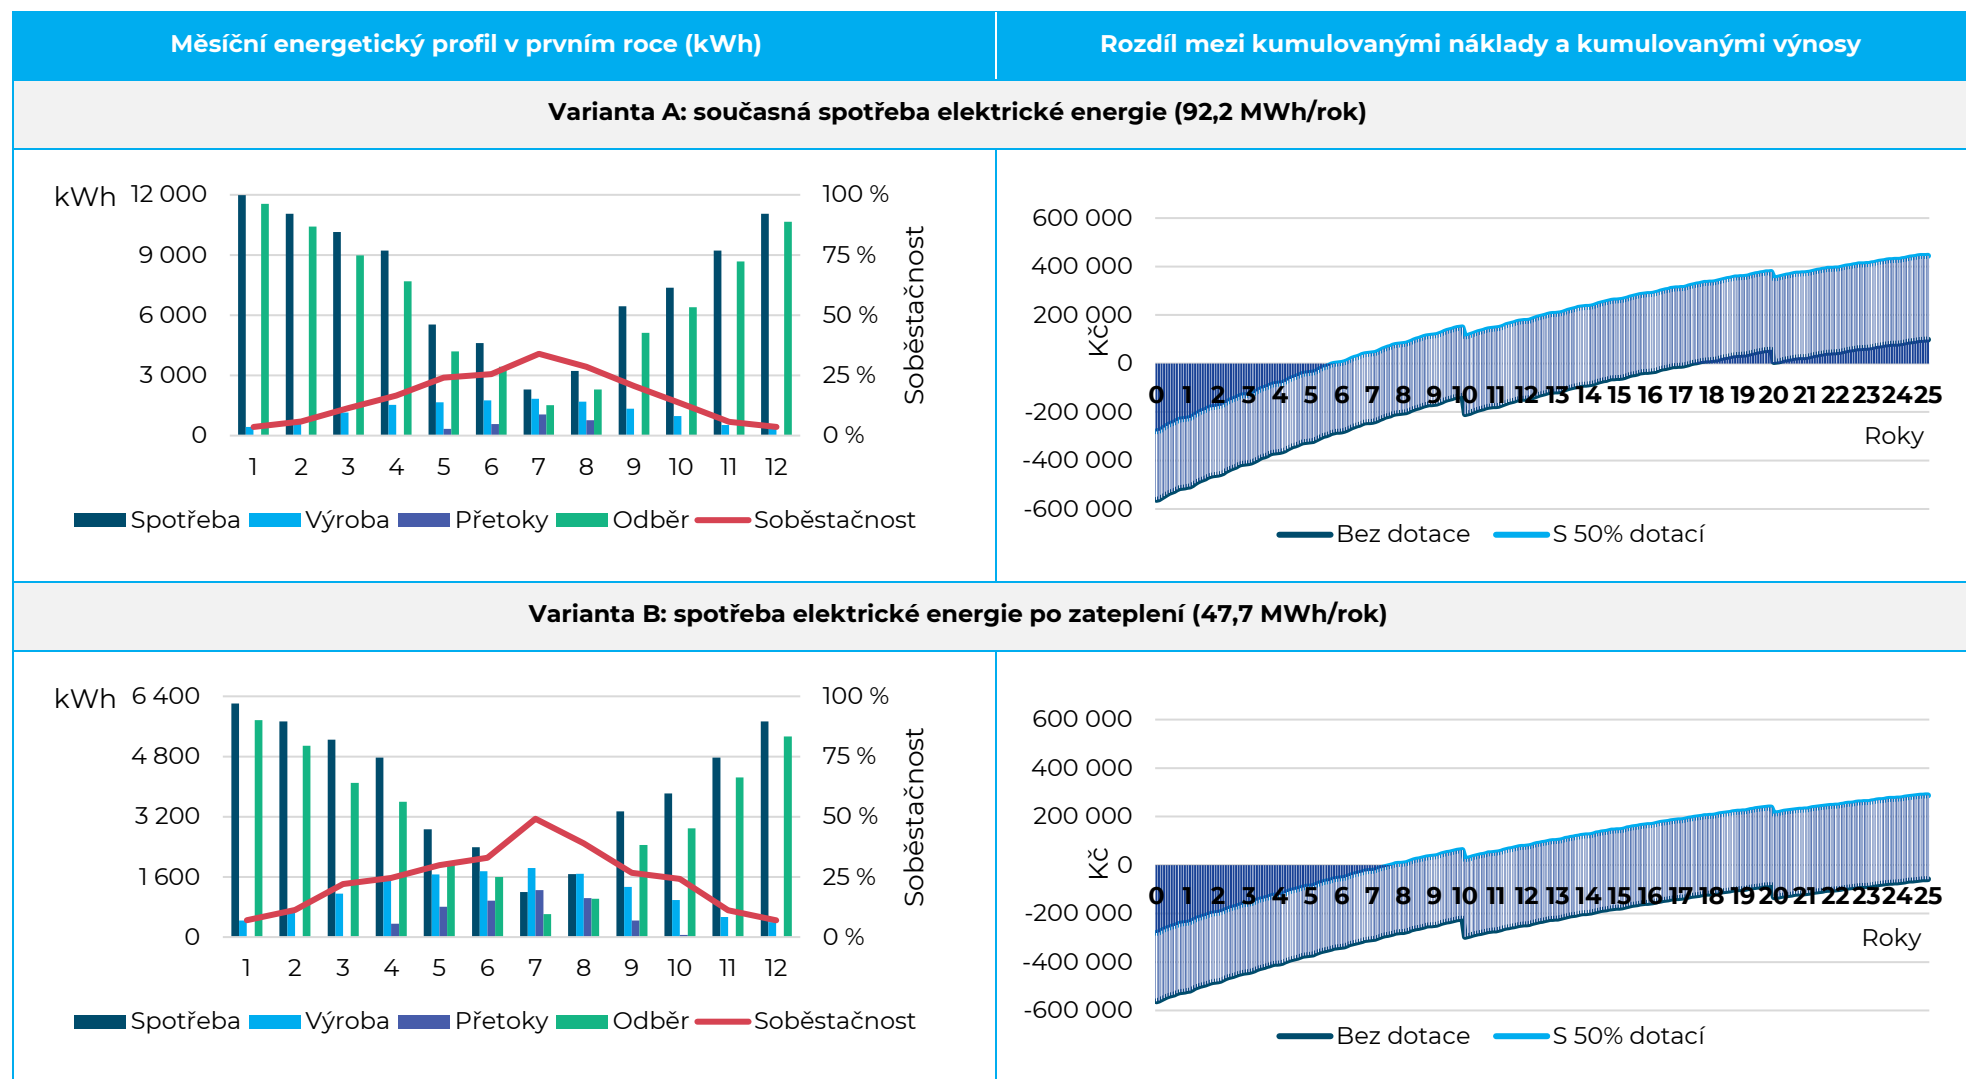 Měsíční energetický profil v prvním roce (kWh)
Rozdíl mezi kumulovanými náklady a kumulovanými výnosy
Varianta A: současná spotřeba elektrické energie (92,2 MWh/rok)
kWh
12 000
9 000
6 000
3 000
0
100 %
75 %
50 %
25 %
0 %
Soběstačnost
1 2 3 4 5 6 7 8 9 10 11 12
Spotřeba Výroba Přetoky Odběr Soběstačnost
600 000
400 000
200 000
0
-200 000
-400 000
-600 000
Kč
0 1 2 3 4 5 6 7 8 9 10 11 12 13 14 15 16 17 18 19 20 21 22 23 24 25
Roky
Bez dotace S 50% dotací
Varianta B: spotřeba elektrické energie po zateplení (47,7 MWh/rok)
kWh
6 400
4 800
3 200
1 600
0
100 %
75 %
50 %
25 %
0 %
Soběstačnost
1 2 3 4 5 6 7 8 9 10 11 12
Spotřeba Výroba Přetoky Odběr Soběstačnost
600 000
400 000
200 000
0
-200 000
-400 000
-600 000
Kč
0 1 2 3 4 5 6 7 8 9 10 11 12 13 14 15 16 17 18 19 20 21 22 23 24 25
Roky
Bez dotace S 50% dotací